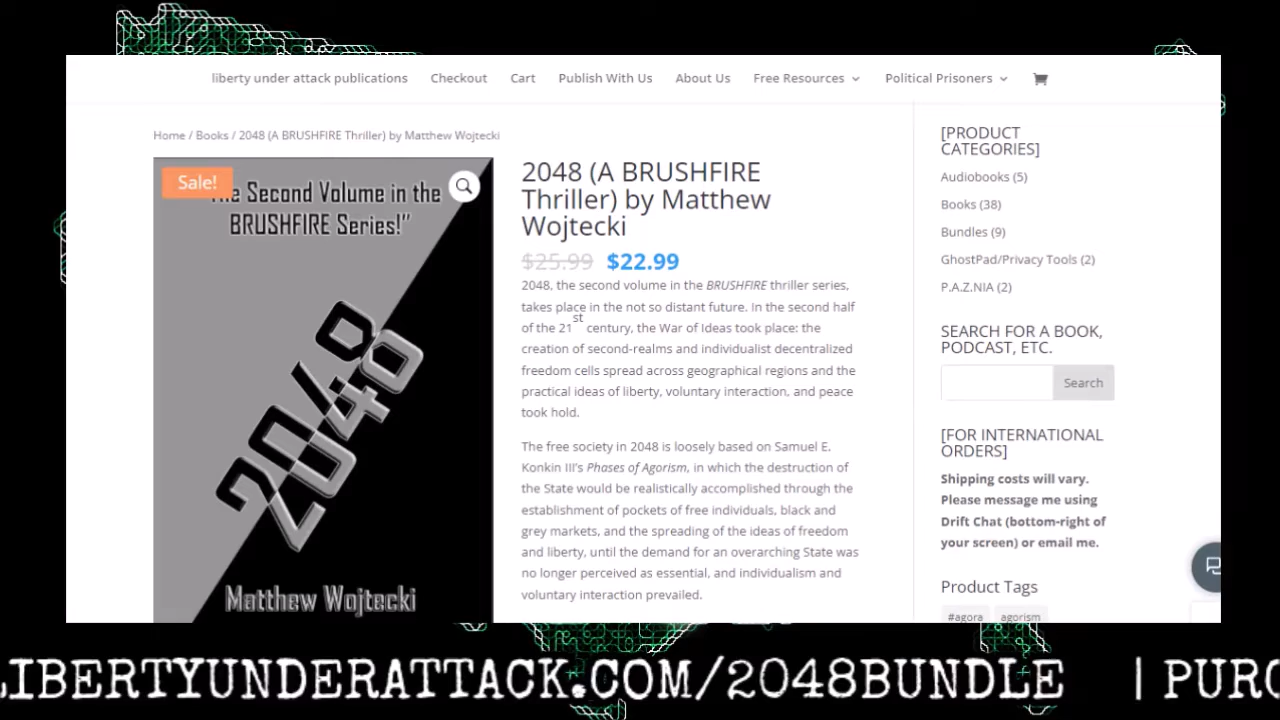 liberty under attack publications Checkout Cart Publish With Us About Us Free Resources Political Prisoners
Home / Books / 2048 (A BRUSHFIRE Thriller) by Matthew Wojtecki
Sale!
Second Volume in the
BRUSHFIRE Series!”
2048
Matthew Wojtecki
2048 (A BRUSHFIRE
Thriller) by Matthew
Wojtecki
$25.99 $22.99
2048, the second volume in the BRUSHFIRE thriller series,
takes place in the not so distant future. In the second half
of the 21st century, the War of Ideas took place: the
creation of second-realms and individualist decentralized
freedom cells spread across geographical regions and the
practical ideas of liberty, voluntary interaction, and peace
took hold.
The free society in 2048 is loosely based on Samuel E.
Konkin III’s Phases of Agorism, in which the destruction of
the State would be realistically accomplished through the
establishment of pockets of free individuals, black and
grey markets, and the spreading of the ideas of freedom
and liberty, until the demand for an overarching State was
no longer perceived as essential, and individualism and
voluntary interaction prevailed.
[PRODUCT
CATEGORIES]
Audiobooks (5)
Books (38)
Bundles (9)
GhostPad/Privacy Tools (2)
P.A.Z.NIA (2)
SEARCH FOR A BOOK,
PODCAST, ETC.
Search
[FOR INTERNATIONAL
ORDERS]
Shipping costs will vary.
Please message me using
Drift Chat (bottom-right of
your screen) or email me.
Product Tags
#agora agorism
LIBERTYUNDERATTACK.COM/2048BUNDLE | PURC